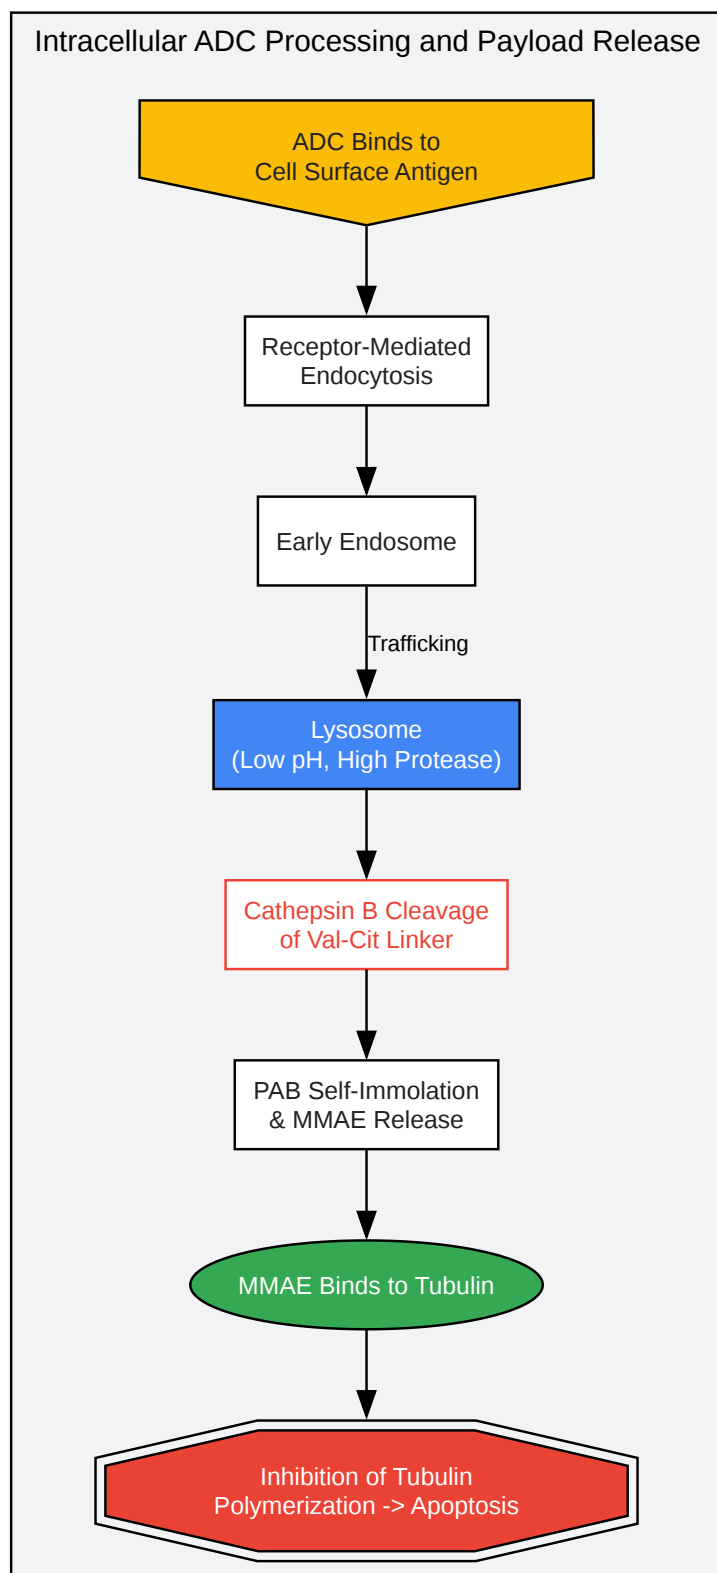 Intracellular ADC Processing and Payload Release
ADC Binds to
Cell Surface Antigen
Receptor-Mediated
Endocytosis
Early Endosome
Trafficking
Lysosome
(Low pH, High Protease)
Cathepsin B Cleavage
of Val-Cit Linker
PAB Self-Immolation
& MMAE Release
MMAE Binds to Tubulin
Inhibition of Tubulin
Polymerization -> Apoptosis